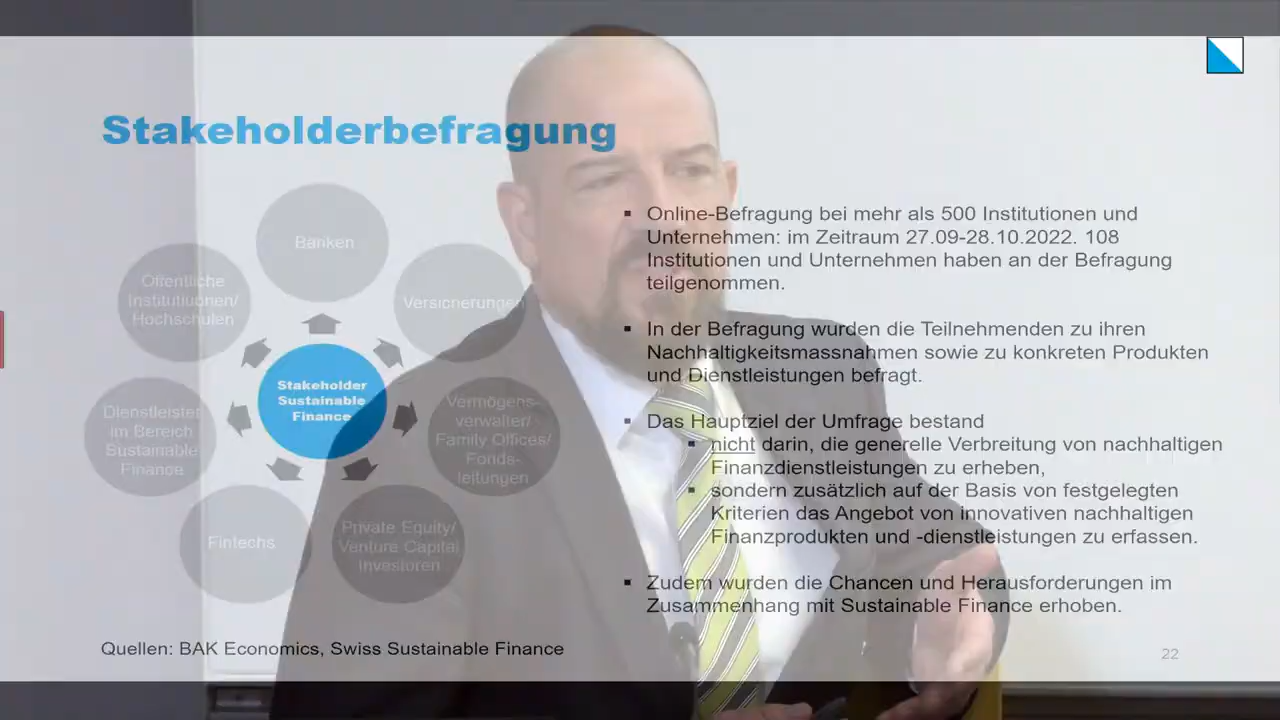 Stakeholderbefragung
Banken
Öffentliche
Institutiionen/
Hochschulen
Versicherungen
Stakeholder
Sustainable
Finance
Dienstleister
im Bereich
Sustainable
Finance
Vermögens-
verwalter/
Family Offices/
Fonds-
leitungen
Fintechs
Private Equity/
Venture Capital
Investoren
▪ Online-Befragung bei mehr als 500 Institutionen und
Unternehmen: im Zeitraum 27.09-28.10.2022. 108
Institutionen und Unternehmen haben an der Befragung
teilgenommen.
▪ In der Befragung wurden die Teilnehmenden zu ihren
Nachhaltigkeitsmassnahmen sowie zu konkreten Produkten
und Dienstleistungen befragt.
▪ Das Hauptziel der Umfrage bestand
▪ nicht darin, die generelle Verbreitung von nachhaltigen
Finanzdienstleistungen zu erheben,
▪ sondern zusätzlich auf der Basis von festgelegten
Kriterien das Angebot von innovativen nachhaltigen
Finanzprodukten und -dienstleistungen zu erfassen.
▪ Zudem wurden die Chancen und Herausforderungen im
Zusammenhang mit Sustainable Finance erhoben.
Quellen: BAK Economics, Swiss Sustainable Finance
22